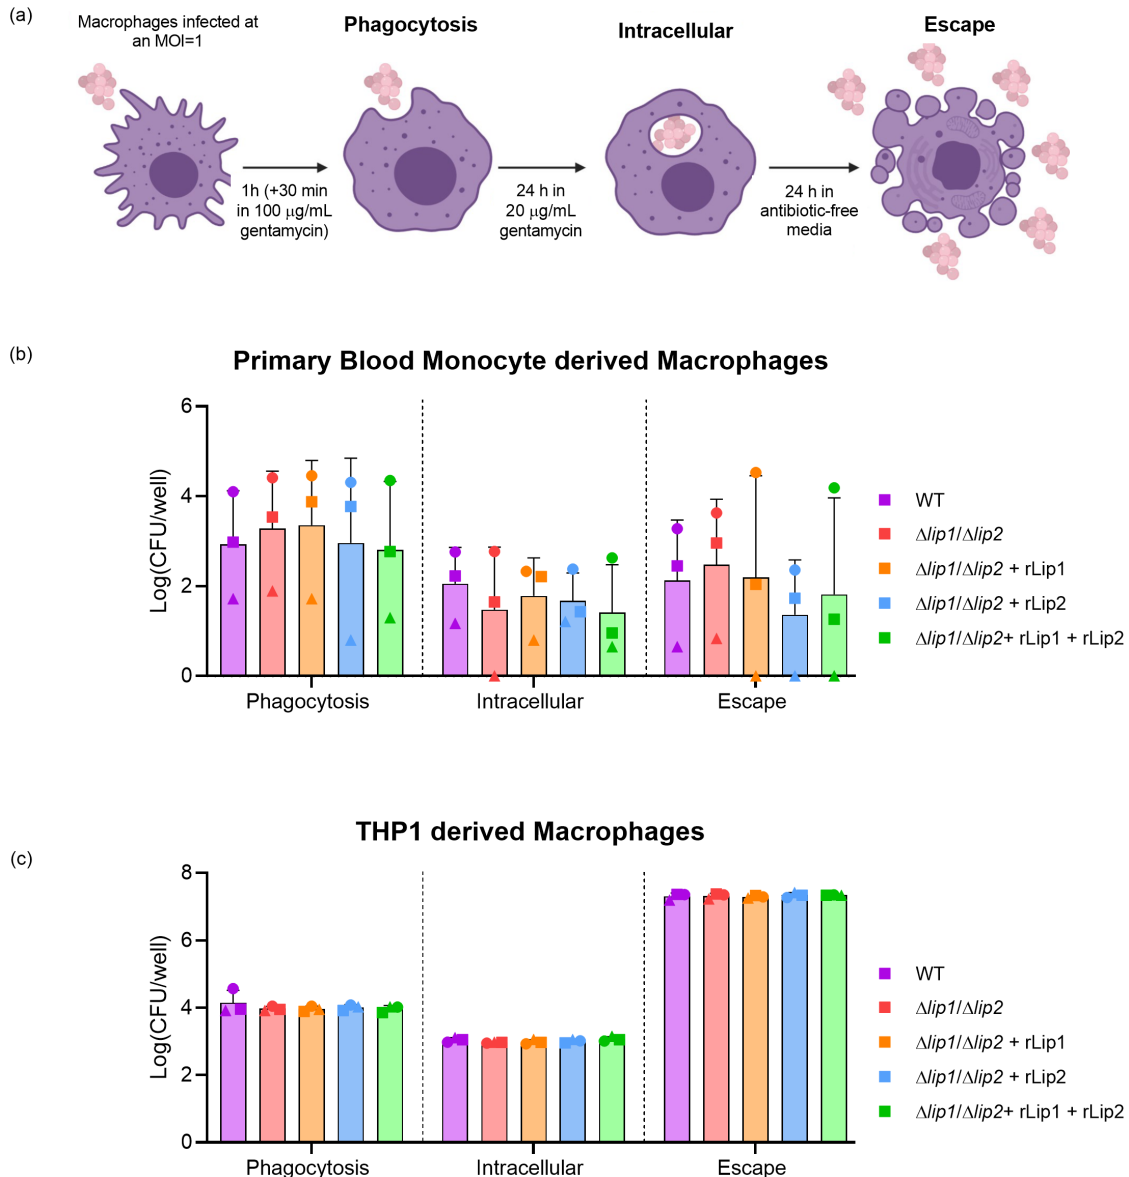 (a)
Macrophages infected at
an MOI=1
Phagocytosis
Intracellular
Escape
1h (+30 min
in 100 µg/mL
gentamycin)
24 h in
20 µg/mL
gentamycin
24 h in
antibiotic-free
media
(b)
Primary Blood Monocyte derived Macrophages
Log(CFU/well)
6
4
2
0
Phagocytosis
Intracellular
Escape
WT
Δlip1/Δlip2
Δlip1/Δlip2 + rLip1
Δlip1/Δlip2 + rLip2
Δlip1/Δlip2+ rLip1 + rLip2
(c)
THP1 derived Macrophages
Log(CFU/well)
8
6
4
2
0
Phagocytosis
Intracellular
Escape
WT
Δlip1/Δlip2
Δlip1/Δlip2 + rLip1
Δlip1/Δlip2 + rLip2
Δlip1/Δlip2+ rLip1 + rLip2